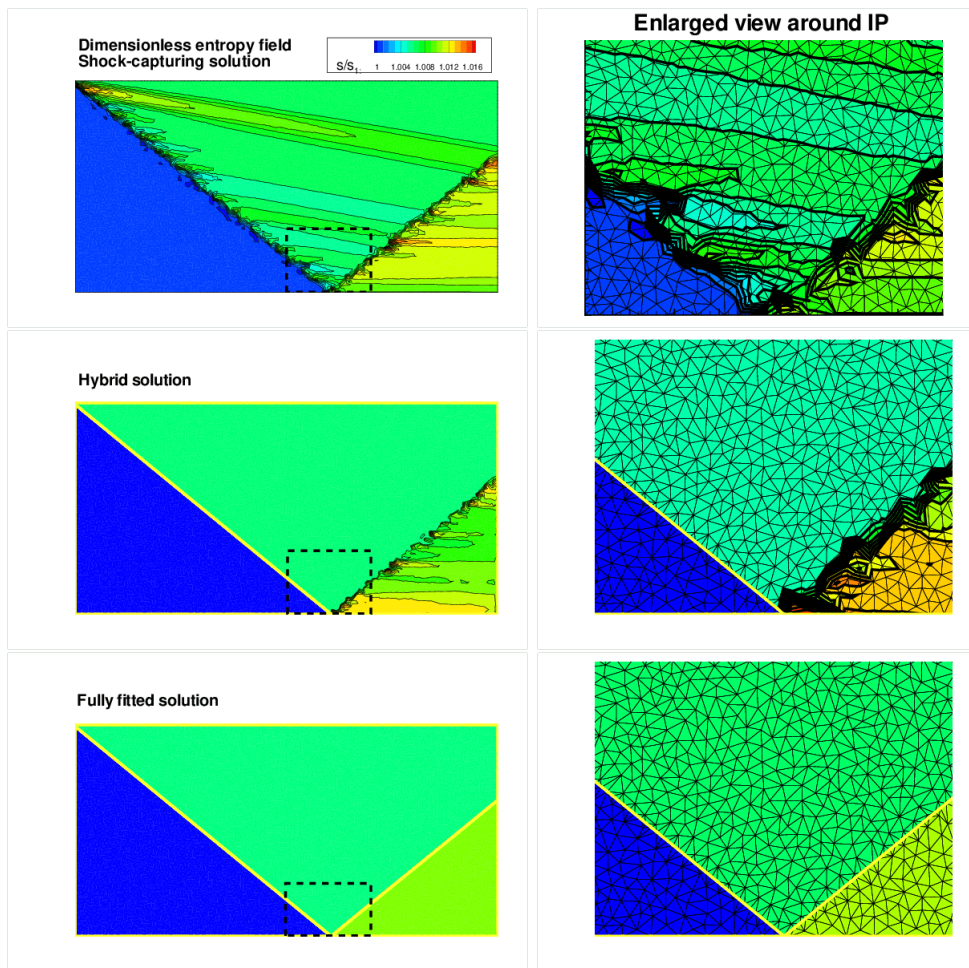 Dimensionless entropy field
Shock-capturing solution
S/S1:
1 1.004 1.008 1.012 1.016
Enlarged view around IP
Hybrid solution
Fully fitted solution